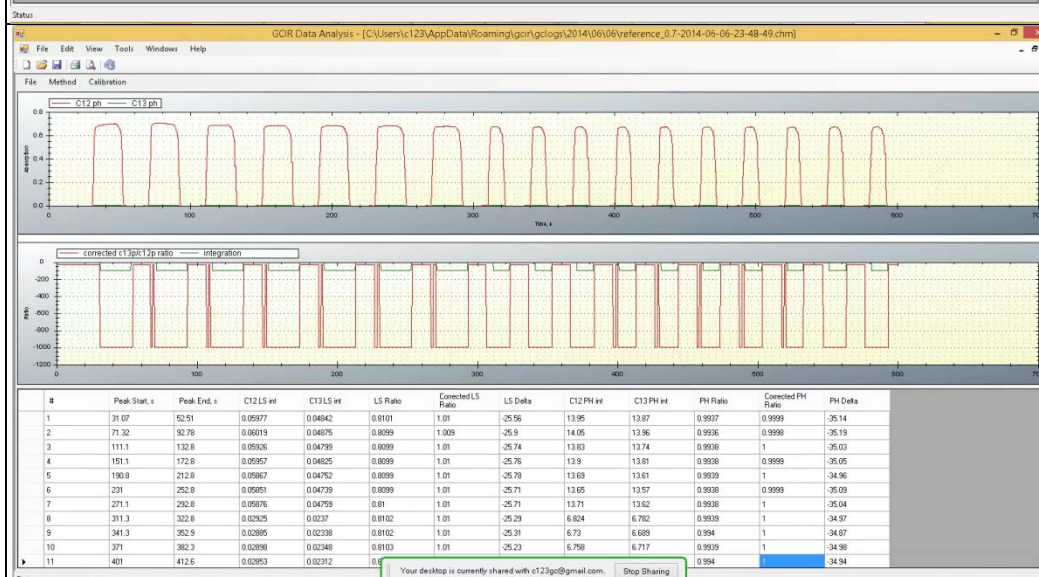 Status
GCIR Data Analysis - [C:\Users\c123\AppData\Roaming\gcir\gclogs\2014\06\06\reference_0.7-2014-06-06-23-48-49.chm]
File Edit View Tools Windows Help
File Method Calibration
C12 ph C13 ph
0.8
0.6
0.4
0.2
0.0
Absorption
0 100 200 300 400 500 600 70
Time, s
corrected c13p/c12p ratio integration
0
-200
-400
-600
-800
-1000
-1200
Ratio
0 100 200 300 400 500 600 70
# Peak Start, s Peak End, s C12 LS int C13 LS int LS Ratio Corrected LS Ratio LS Delta C12 PH int C13 PH int PH Ratio Corrected PH Ratio PH Delta
1 31.07 52.51 0.05977 0.04842 0.8101 1.01 -25.56 13.95 13.87 0.9937 0.9999 -35.14
2 71.32 92.78 0.06019 0.04875 0.8099 1.009 -25.9 14.05 13.96 0.9936 0.9998 -35.19
3 111.1 132.8 0.05926 0.04799 0.8099 1.01 -25.74 13.83 13.74 0.9938 1 -35.03
4 151.1 172.8 0.05957 0.04825 0.8099 1.01 -25.76 13.9 13.81 0.9938 0.9999 -35.05
5 190.8 212.8 0.05867 0.04752 0.8099 1.01 -25.78 13.69 13.61 0.9939 1 -34.96
6 231 252.8 0.05851 0.04739 0.8099 1.01 -25.71 13.65 13.57 0.9938 0.9999 -35.09
7 271.1 292.8 0.05876 0.04759 0.81 1.01 -25.71 13.71 13.62 0.9938 1 -35.04
8 311.3 322.8 0.02925 0.0237 0.8102 1.01 -25.29 6.824 6.782 0.9939 1 -34.97
9 341.3 352.9 0.02885 0.02338 0.8102 1.01 -25.31 6.73 6.689 0.994 1 -34.87
10 371 382.3 0.02898 0.02348 0.8103 1.01 -25.23 6.758 6.717 0.9939 1 -34.98
11 401 412.6 0.02853 0.02312 0.994 1 -34.94
Your desktop is currently shared with c123gc@gmail.com. Stop Sharing